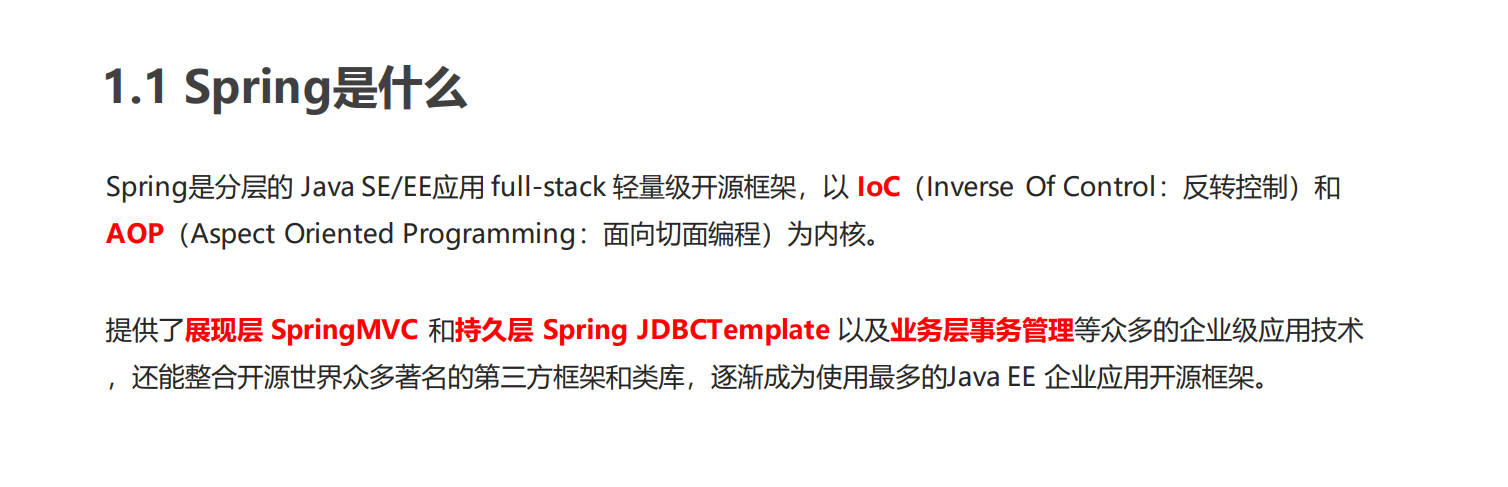 1.1 Spring是什么
Spring是分层的 Java SE/EE应用 full-stack 轻量级开源框架，以 IoC（Inverse Of Control：反转控制）和
AOP（Aspect Oriented Programming：面向切面编程）为内核。
提供了展现层 SpringMVC 和持久层 Spring JDBCTemplate 以及业务层事务管理等众多的企业级应用技术
，还能整合开源世界众多著名的第三方框架和类库，逐渐成为使用最多的Java EE 企业应用开源框架。